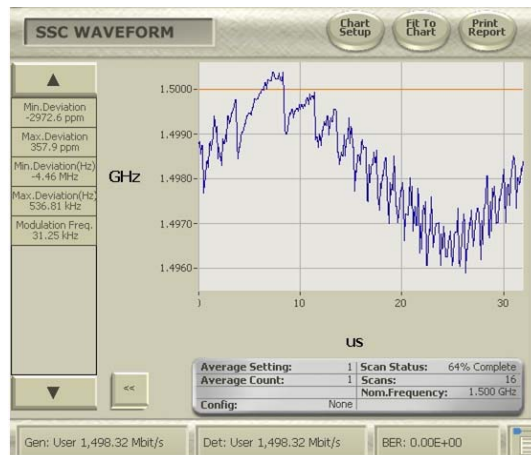 SSC WAVEFORM
Chart Setup
Fit To Chart
Print Report
Min.Deviation
-2972.6 ppm
Max.Deviation
357.9 ppm
Min.Deviation(Hz)
-4.46 MHz
Max.Deviation(Hz)
536.81 kHz
Modulation Freq.
31.25 kHz
GHz
1.5000
1.4990
1.4980
1.4970
1.4960
10
20
30
us
<<
Average Setting: 1 Scan Status: 64% Complete
Average Count: 1 Scans: 16
Nom.Frequency: 1.500 GHz
Config: None
Gen: User 1,498.32 Mbit/s Det: User 1,498.32 Mbit/s BER: 0.00E+00